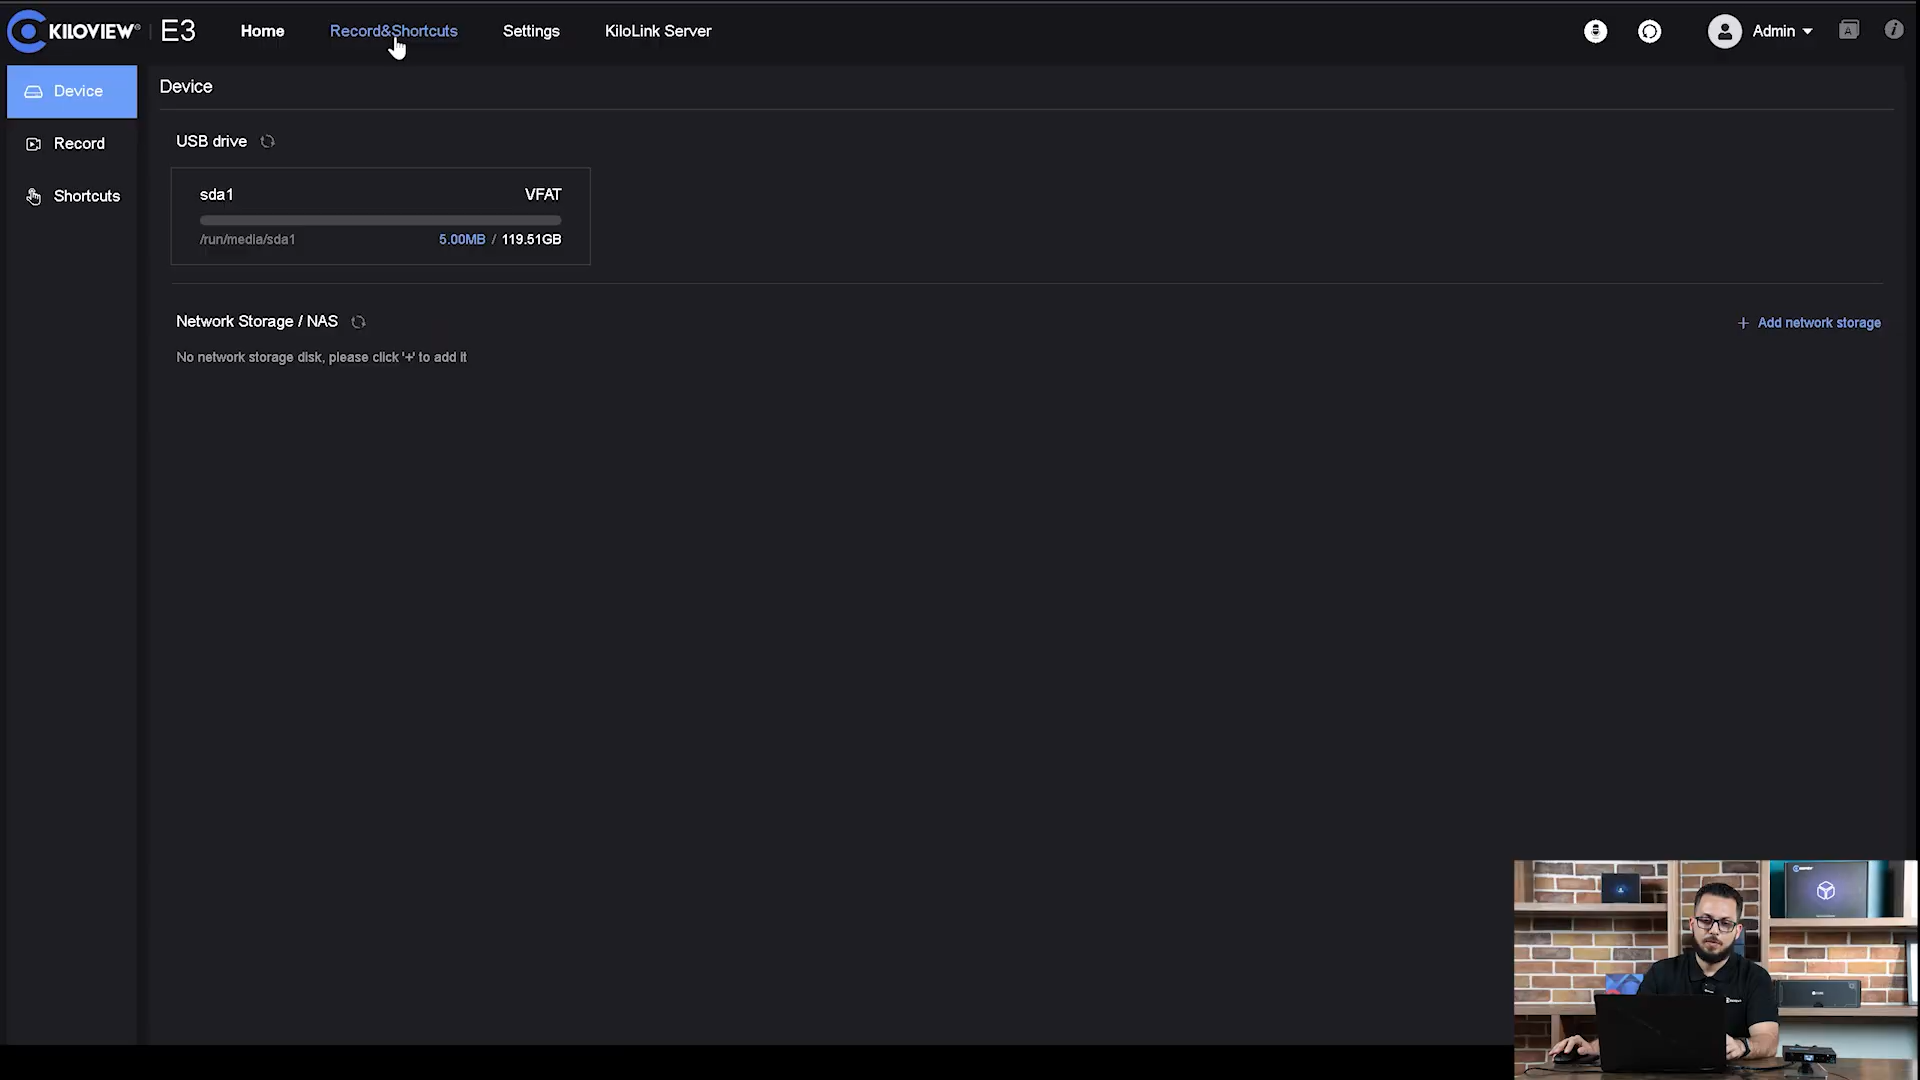 KILOVIEW® E3 Home Record&Shortcuts Settings KiloLink Server Admin
Device
Record
Shortcuts
Device
USB drive
sda1 VFAT
/run/media/sda1 5.00MB / 119.51GB
Network Storage / NAS + Add network storage
No network storage disk, please click '+' to add it